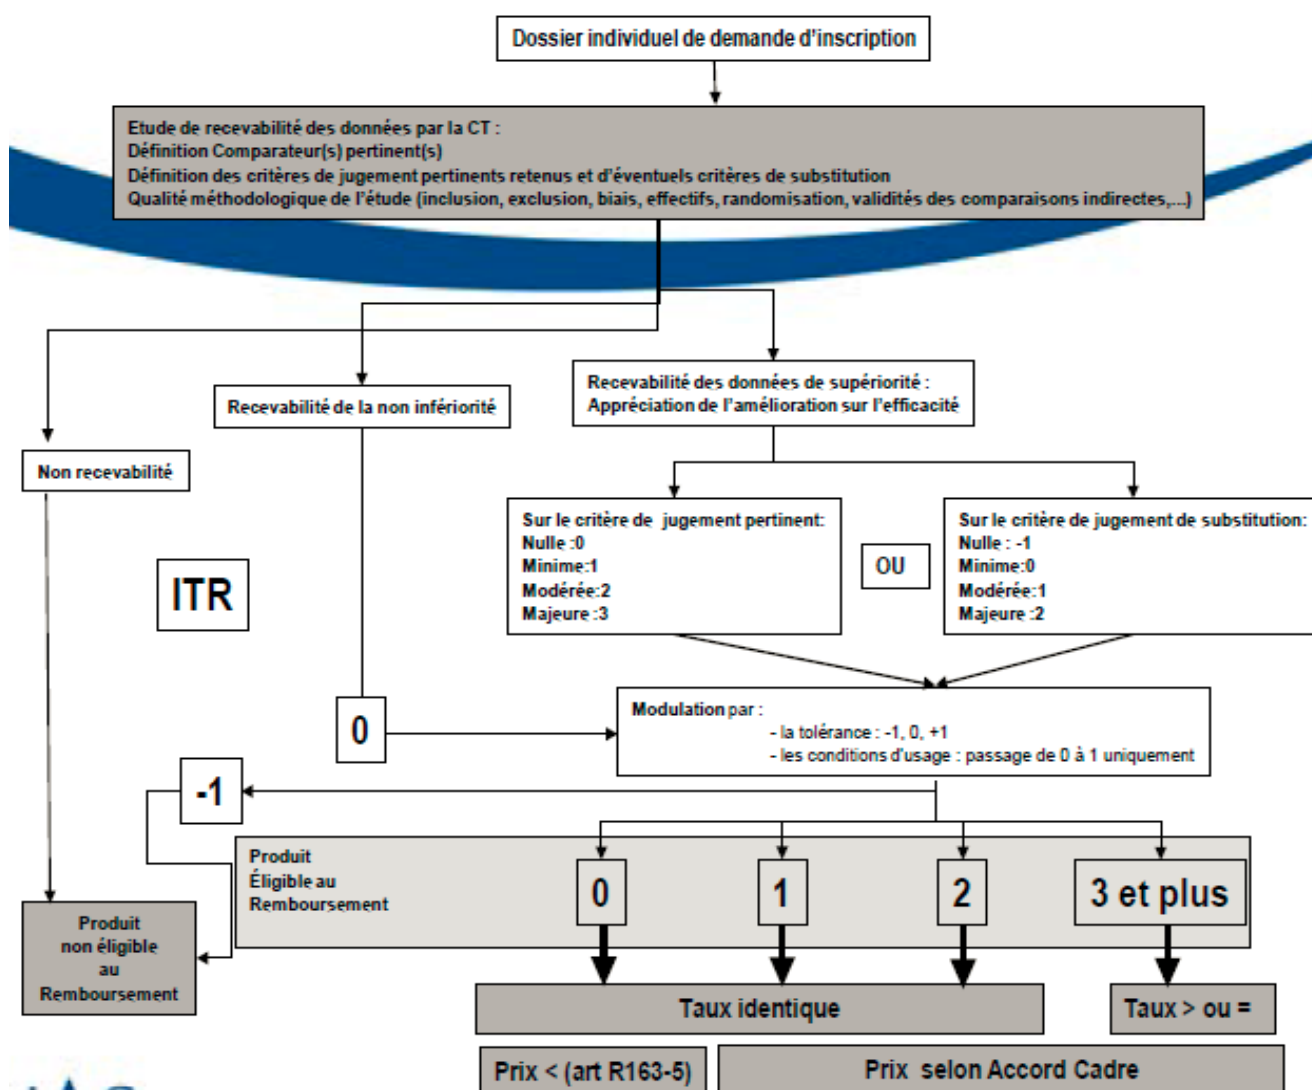 Dossier individuel de demande d'inscription
Etude de recevabilité des données par la CT :
Définition Comparateur(s) pertinent(s)
Définition des critères de jugement pertinents retenus et d'éventuels critères de substitution
Qualité méthodologique de l'étude (inclusion, exclusion, biais, effectifs, randomisation, validités des comparaisons indirectes,...)
Recevabilité des données de supériorité :
Appréciation de l'amélioration sur l'efficacité
Recevabilité de la non infériorité
Non recevabilité
Sur le critère de jugement pertinent:
Nulle :0
Minime:1
Modérée:2
Majeure :3
OU
Sur le critère de jugement de substitution:
Nulle : -1
Minime:0
Modérée:1
Majeure :2
ITR
0
Modulation par :
- la tolérance : -1, 0, +1
- les conditions d'usage : passage de 0 à 1 uniquement
-1
Produit
Éligible au
Remboursement
0
1
2
3 et plus
Produit
non éligible
au
Remboursement
Taux identique
Taux > ou =
Prix < (art R163-5)
Prix selon Accord Cadre